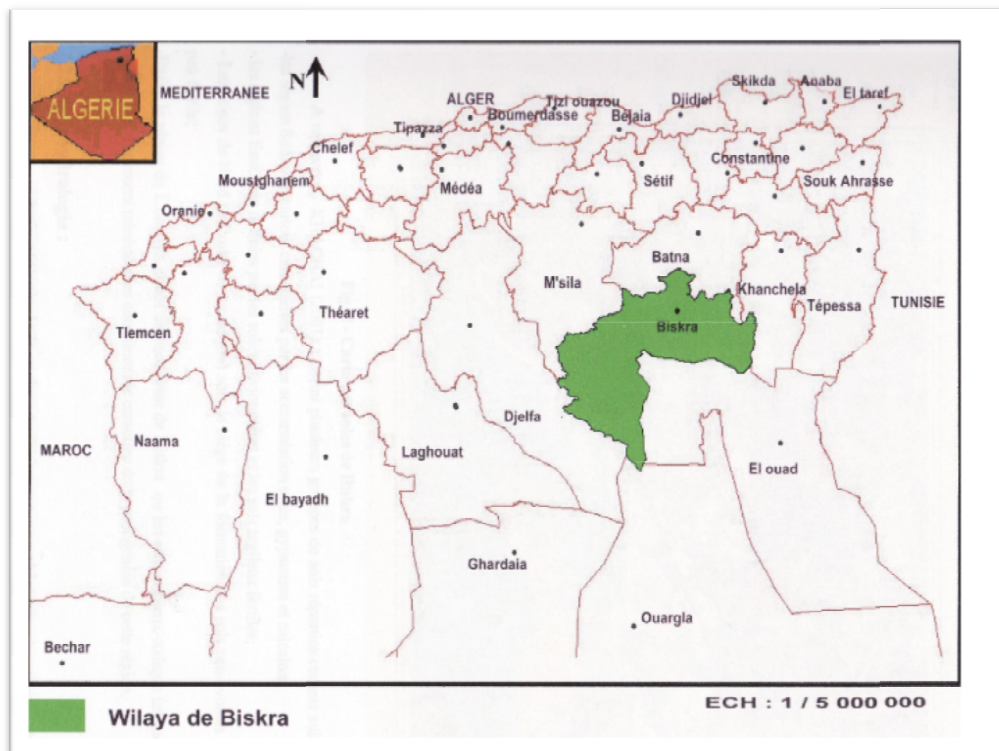 ALGERIE
MEDITERRANEE
N
Skikda
Anaba
El taref
ALGER
Tizi ouazou
Djidjel
Boumerdasse
Béjaia
Tipazza
Chelef
Constantine
Médéa
Sétif
Souk Ahrasse
Moustghanem
Oranie
Batna
M'sila
Khanchela
Tépessa
TUNISIE
Théaret
Biskra
Tlemcen
Djelfa
MAROC
Naama
Laghouat
El ouad
El bayadh
Ghardaia
Ouargla
Bechar
ECH : 1 / 5 000 000
Wilaya de Biskra